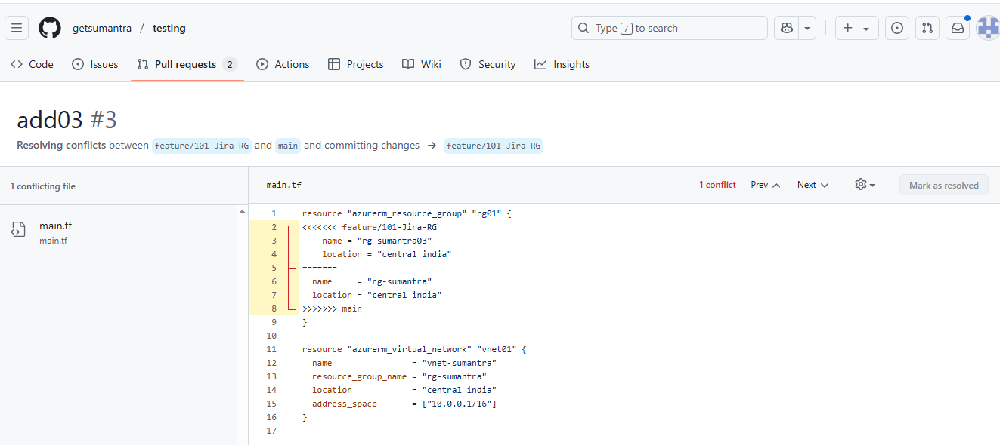 getsumantra / testing
Type / to search
Code Issues Pull requests 2 Actions Projects Wiki Security Insights
add03 #3
Resolving conflicts between feature/101-Jira-RG and main and committing changes → feature/101-Jira-RG
1 conflicting file
main.tf
main.tf
main.tf 1 conflict Prev Next Mark as resolved
1 resource "azurerm_resource_group" "rg01" {
2 <<<<<<< feature/101-Jira-RG
3     name = "rg-sumantra03"
4     location = "central india"
5 =======
6   name     = "rg-sumantra"
7   location = "central india"
8 >>>>>>> main
9 }
10
11 resource "azurerm_virtual_network" "vnet01" {
12   name                = "vnet-sumantra"
13   resource_group_name = "rg-sumantra"
14   location            = "central india"
15   address_space       = ["10.0.0.1/16"]
16 }
17